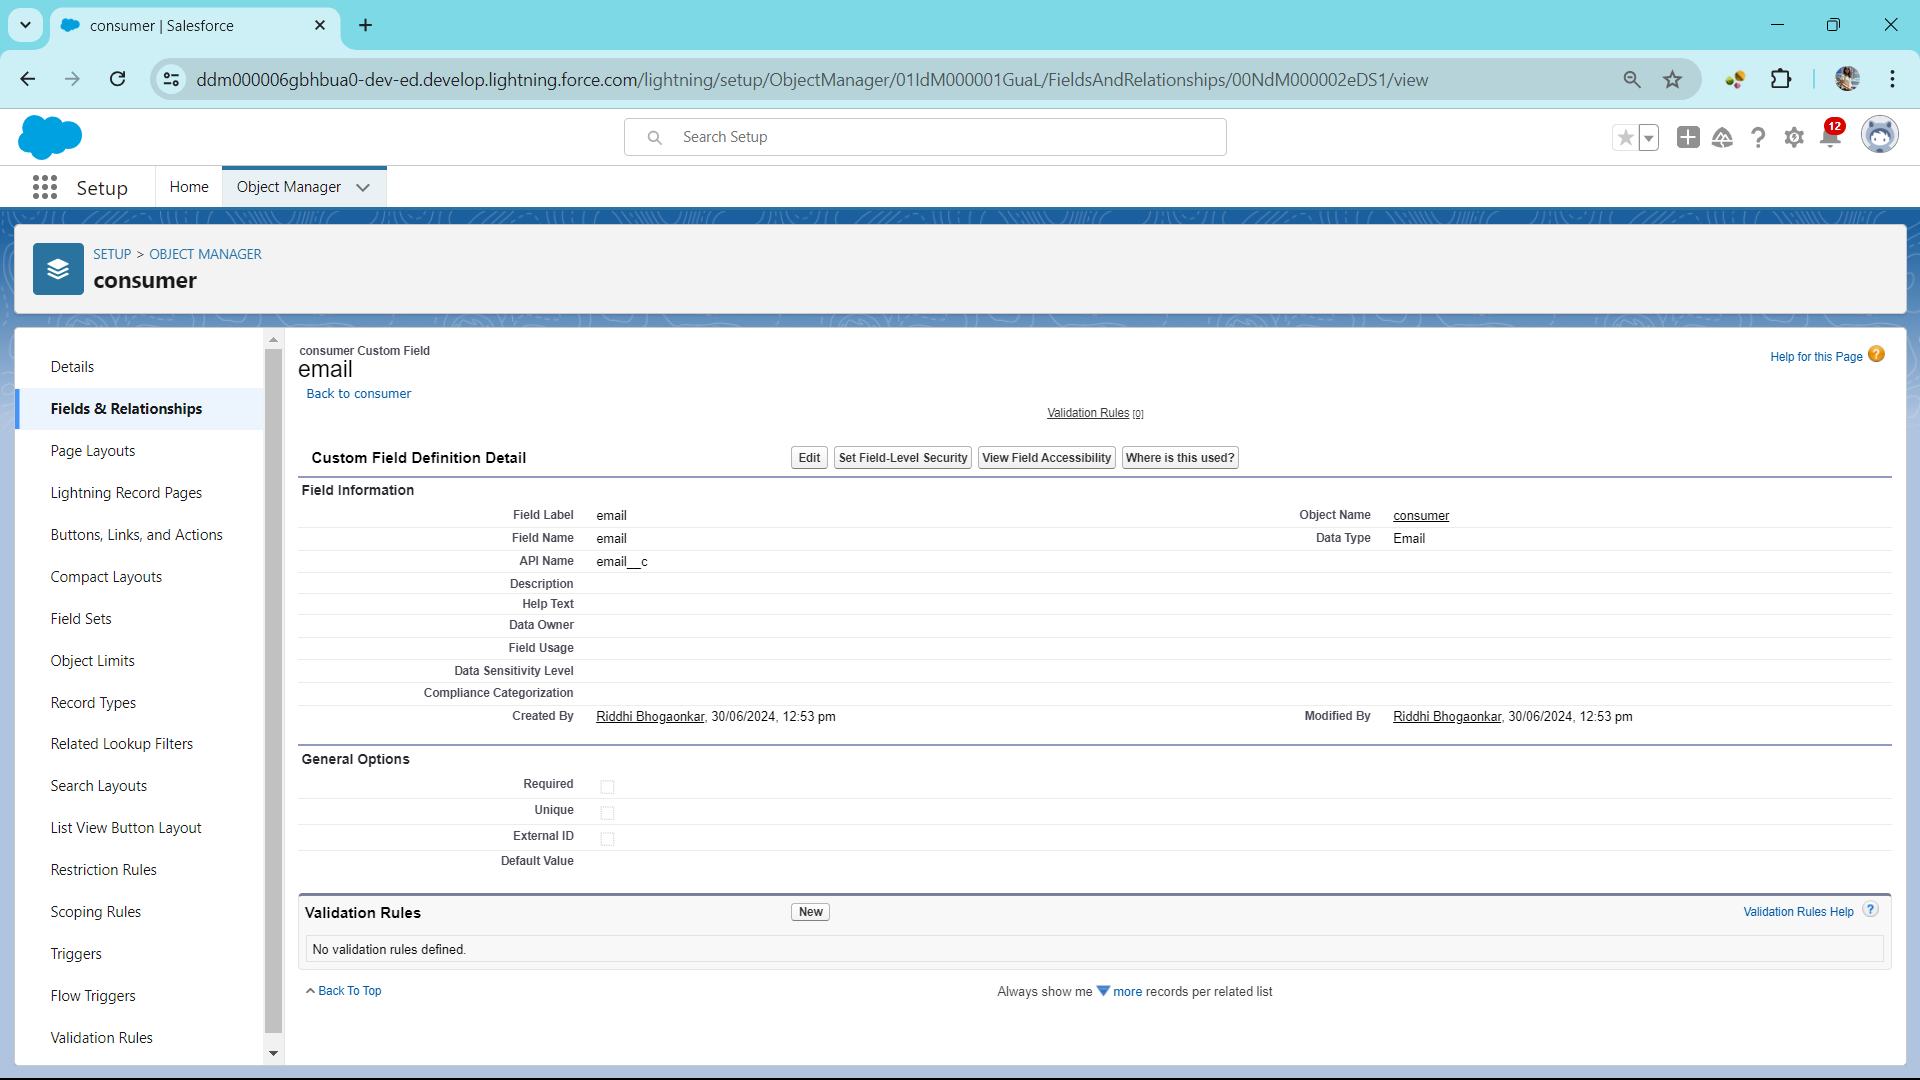 consumer | Salesforce
ddm000006gbhbua0-dev-ed.develop.lightning.force.com/lightning/setup/ObjectManager/01IdM000001GuaL/FieldsAndRelationships/00NdM000002eDS1/view
Search Setup
12
Setup
Home
Object Manager
SETUP > OBJECT MANAGER
consumer
Details
Fields & Relationships
Page Layouts
Lightning Record Pages
Buttons, Links, and Actions
Compact Layouts
Field Sets
Object Limits
Record Types
Related Lookup Filters
Search Layouts
List View Button Layout
Restriction Rules
Scoping Rules
Triggers
Flow Triggers
Validation Rules
consumer Custom Field
email
Back to consumer
Help for this Page
Validation Rules [0]
Custom Field Definition Detail
Edit
Set Field-Level Security
View Field Accessibility
Where is this used?
Field Information
Field Label email
Object Name consumer
Field Name email
Data Type Email
API Name email__c
Description
Help Text
Data Owner
Field Usage
Data Sensitivity Level
Compliance Categorization
Created By Riddhi Bhogaonkar, 30/06/2024, 12:53 pm
Modified By Riddhi Bhogaonkar, 30/06/2024, 12:53 pm
General Options
Required
Unique
External ID
Default Value
Validation Rules
New
Validation Rules Help ?
No validation rules defined.
Back To Top
Always show me more records per related list